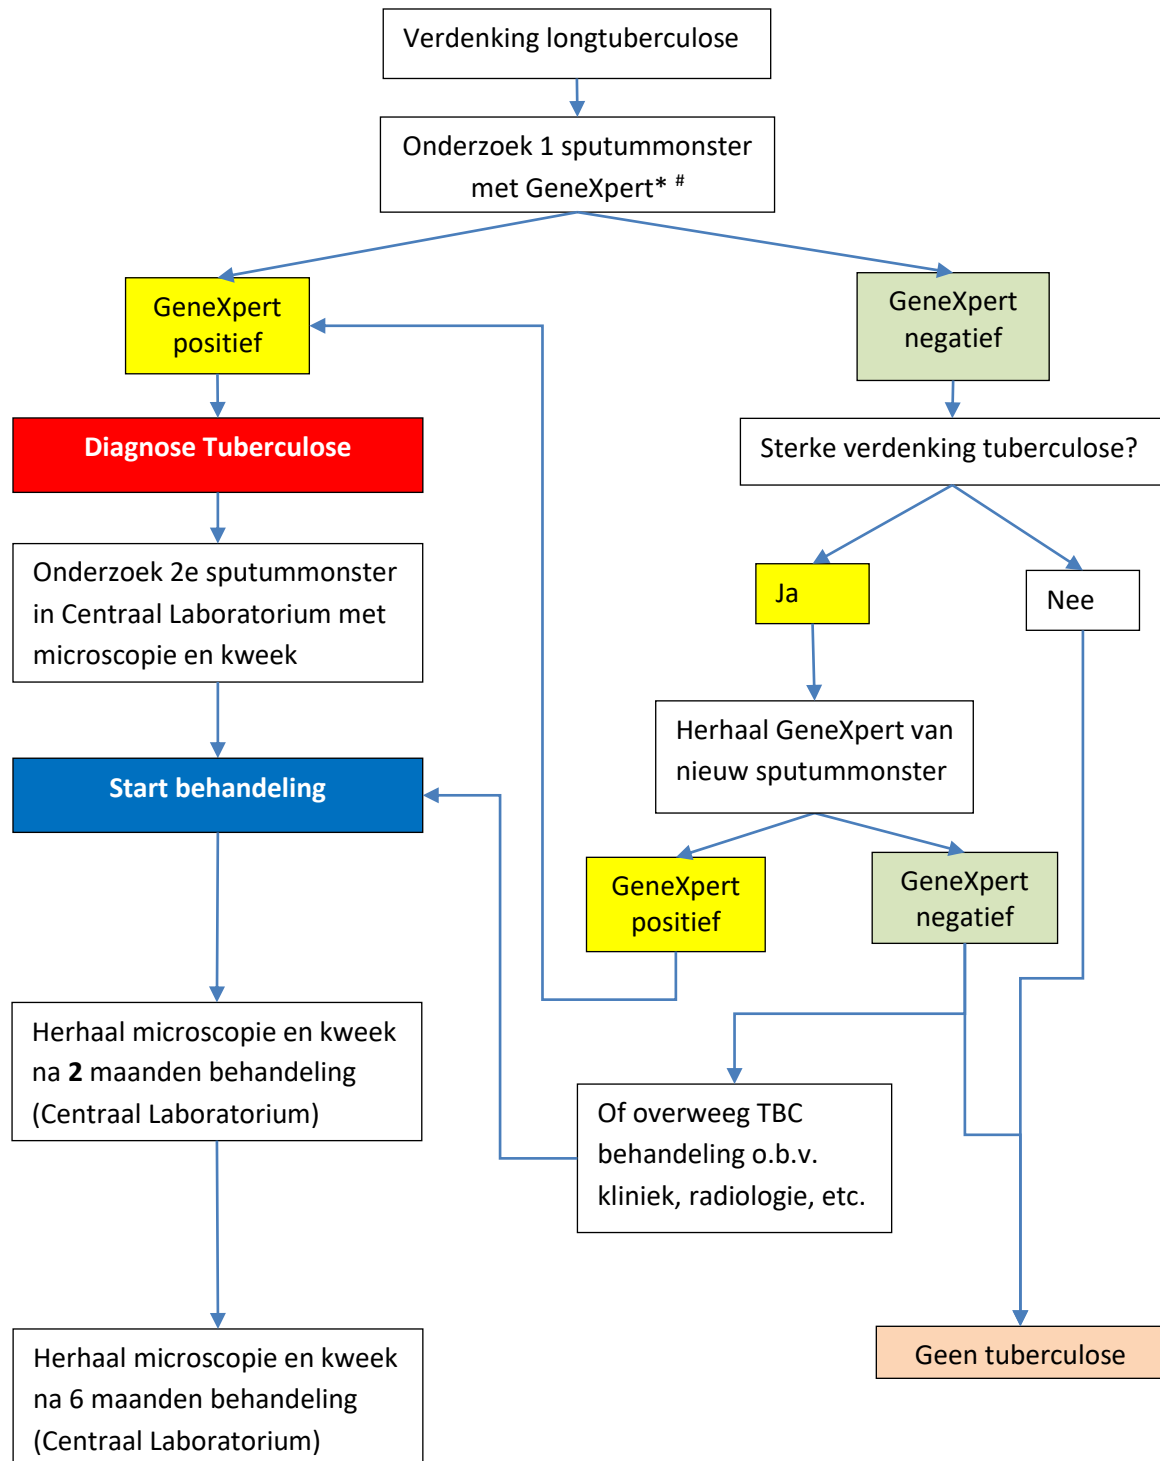 Verdenking longtuberculose
Onderzoek 1 sputummonster
met GeneXpert* #
GeneXpert
positief
GeneXpert
negatief
Diagnose Tuberculose
Sterke verdenking tuberculose?
Onderzoek 2e sputummonster
in Centraal Laboratorium met
microscopie en kweek
Ja
Nee
Herhaal GeneXpert van
nieuw sputummonster
Start behandeling
GeneXpert
positief
GeneXpert
negatief
Herhaal microscopie en kweek
na 2 maanden behandeling
(Centraal Laboratorium)
Of overweeg TBC
behandeling o.b.v.
kliniek, radiologie, etc.
Geen tuberculose
Herhaal microscopie en kweek
na 6 maanden behandeling
(Centraal Laboratorium)